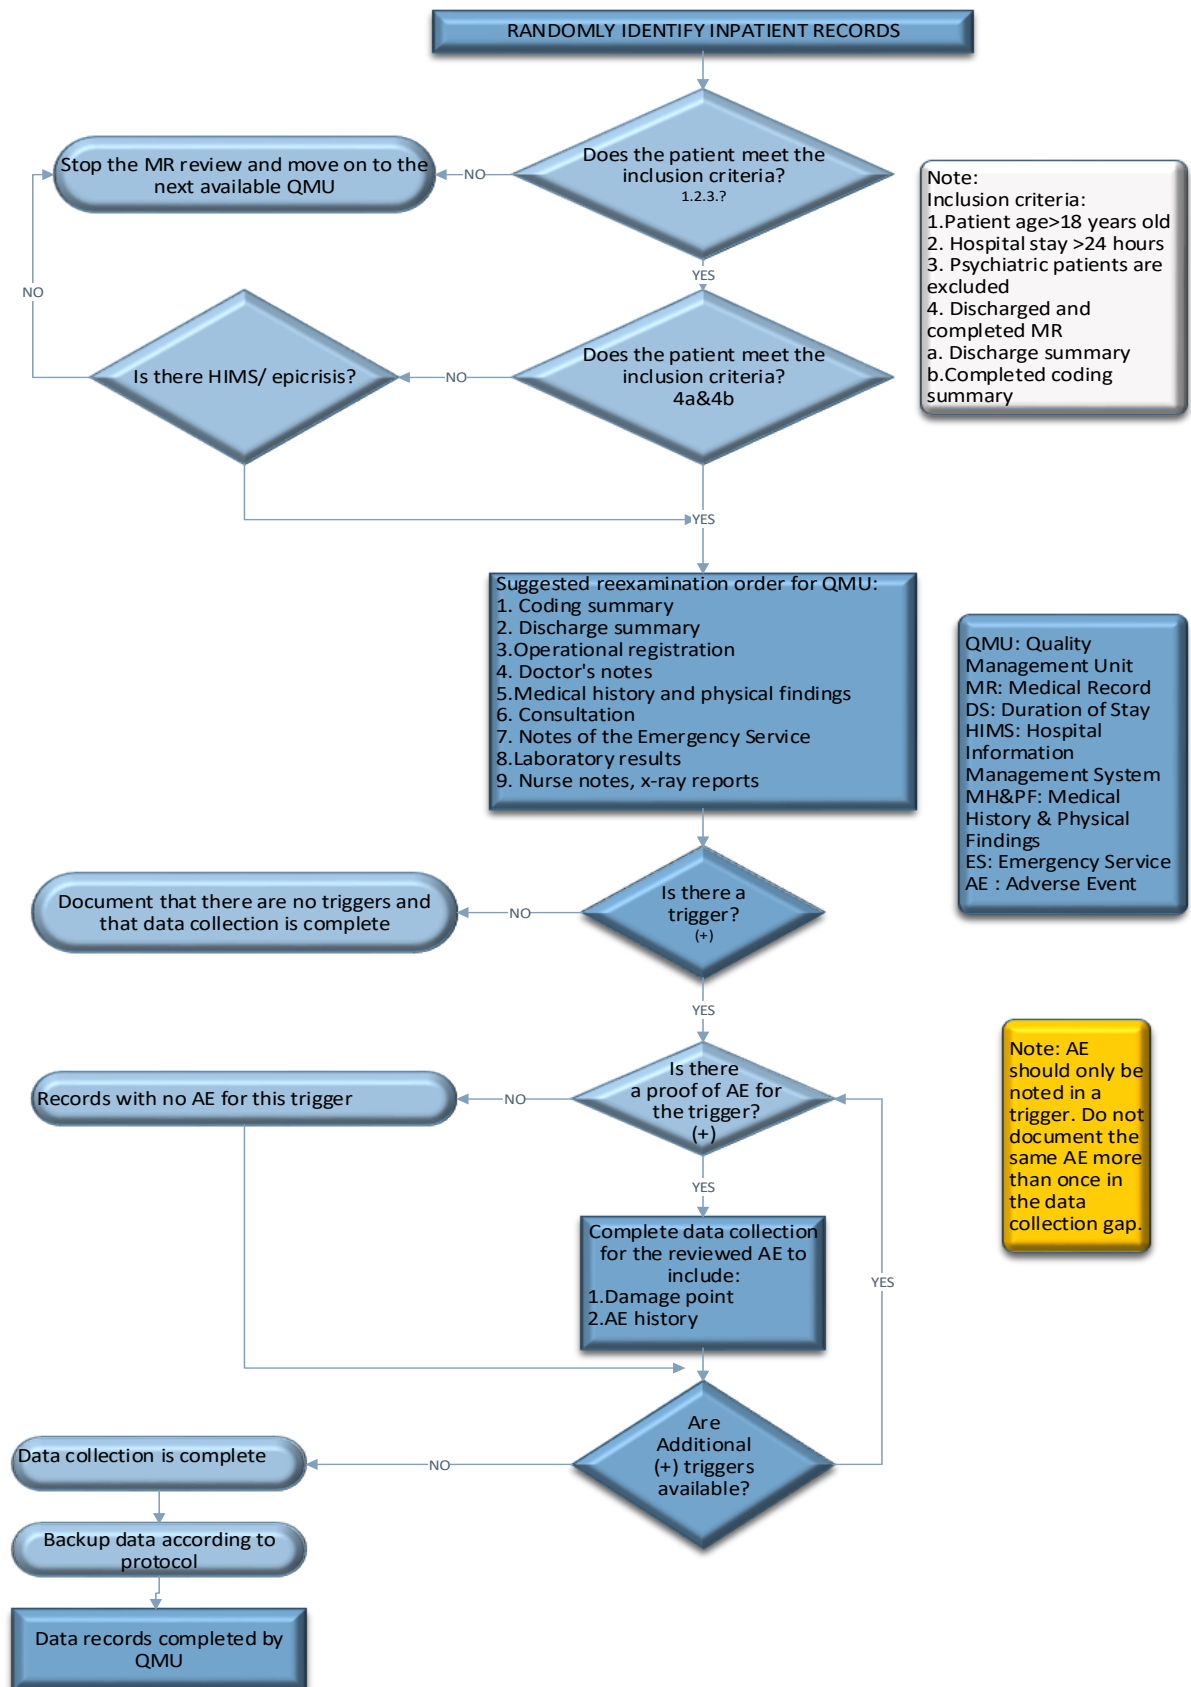 RANDOMLY IDENTIFY INPATIENT RECORDS
Does the patient meet the
inclusion criteria?
1.2.3.?
NO
Stop the MR review and move on to the
next available QMU
YES
Note:
Inclusion criteria:
1.Patient age>18 years old
2. Hospital stay >24 hours
3. Psychiatric patients are
excluded
4. Discharged and
completed MR
a. Discharge summary
b.Completed coding
summary
Does the patient meet the
inclusion criteria?
4a&4b
NO
Is there HIMS/ epicrisis?
NO
YES
Suggested reexamination order for QMU:
1. Coding summary
2. Discharge summary
3.Operational registration
4. Doctor's notes
5.Medical history and physical findings
6. Consultation
7. Notes of the Emergency Service
8.Laboratory results
9. Nurse notes, x-ray reports
QMU: Quality
Management Unit
MR: Medical Record
DS: Duration of Stay
HIMS: Hospital
Information
Management System
MH&PF: Medical
History & Physical
Findings
ES: Emergency Service
AE : Adverse Event
Is there a
trigger?
(+)
NO
Document that there are no triggers and
that data collection is complete
YES
Is there
a proof of AE for
the trigger?
(+)
NO
Records with no AE for this trigger
YES
Note: AE
should only be
noted in a
trigger. Do not
document the
same AE more
than once in
the data
collection gap.
Complete data collection
for the reviewed AE to
include:
1.Damage point
2.AE history
YES
Are
Additional
(+) triggers
available?
NO
Data collection is complete
Backup data according to
protocol
Data records completed by
QMU